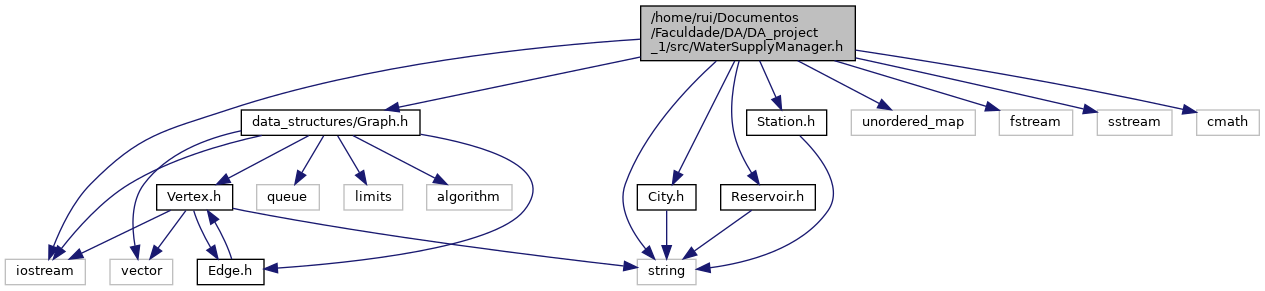 /home/rui/Documentos
/Faculdade/DA/DA_project
_1/src/WaterSupplyManager.h
data_structures/Graph.h
Station.h
unordered_map
fstream
sstream
cmath
Vertex.h
queue
limits
algorithm
City.h
Reservoir.h
iostream
vector
Edge.h
string